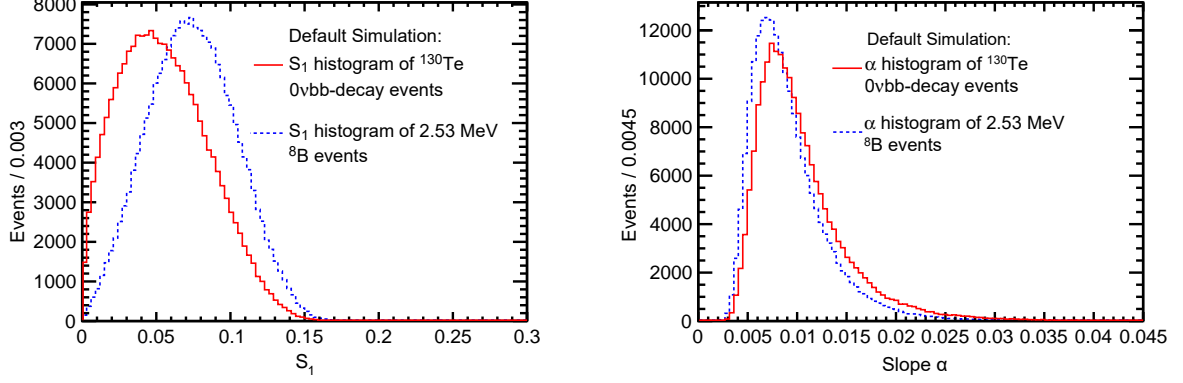 8000
7000
6000
5000
4000
3000
2000
1000
0
Events / 0.003
Default Simulation:
S₁ histogram of ¹³⁰Te
0νbb-decay events
S₁ histogram of 2.53 MeV
⁸B events
0 0.05 0.1 0.15 0.2 0.25 0.3
S₁
12000
10000
8000
6000
4000
2000
0
Events / 0.0045
Default Simulation:
α histogram of ¹³⁰Te
0νbb-decay events
α histogram of 2.53 MeV
⁸B events
0 0.005 0.01 0.015 0.02 0.025 0.03 0.035 0.04 0.045
Slope α